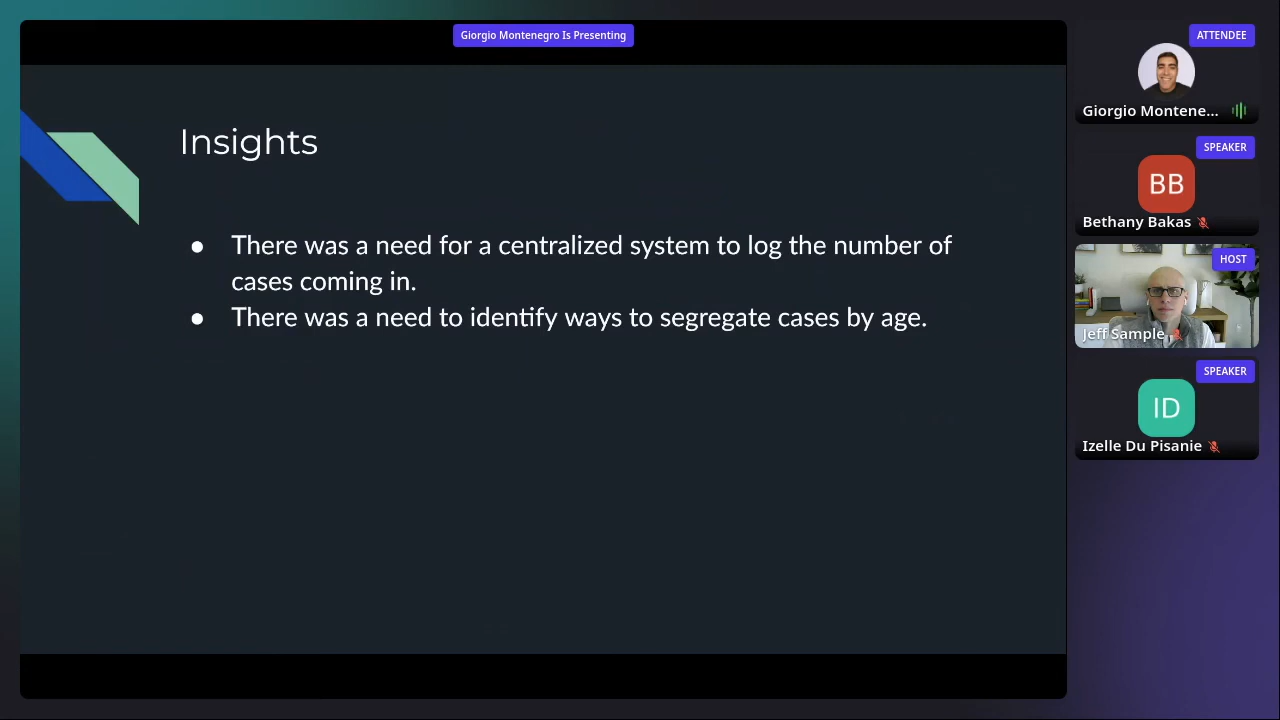 Giorgio Montenegro Is Presenting
Insights
● There was a need for a centralized system to log the number of
cases coming in.
● There was a need to identify ways to segregate cases by age.
ATTENDEE
Giorgio Montene...
SPEAKER
BB
Bethany Bakas
HOST
Jeff Sample
SPEAKER
ID
Izelle Du Pisanie